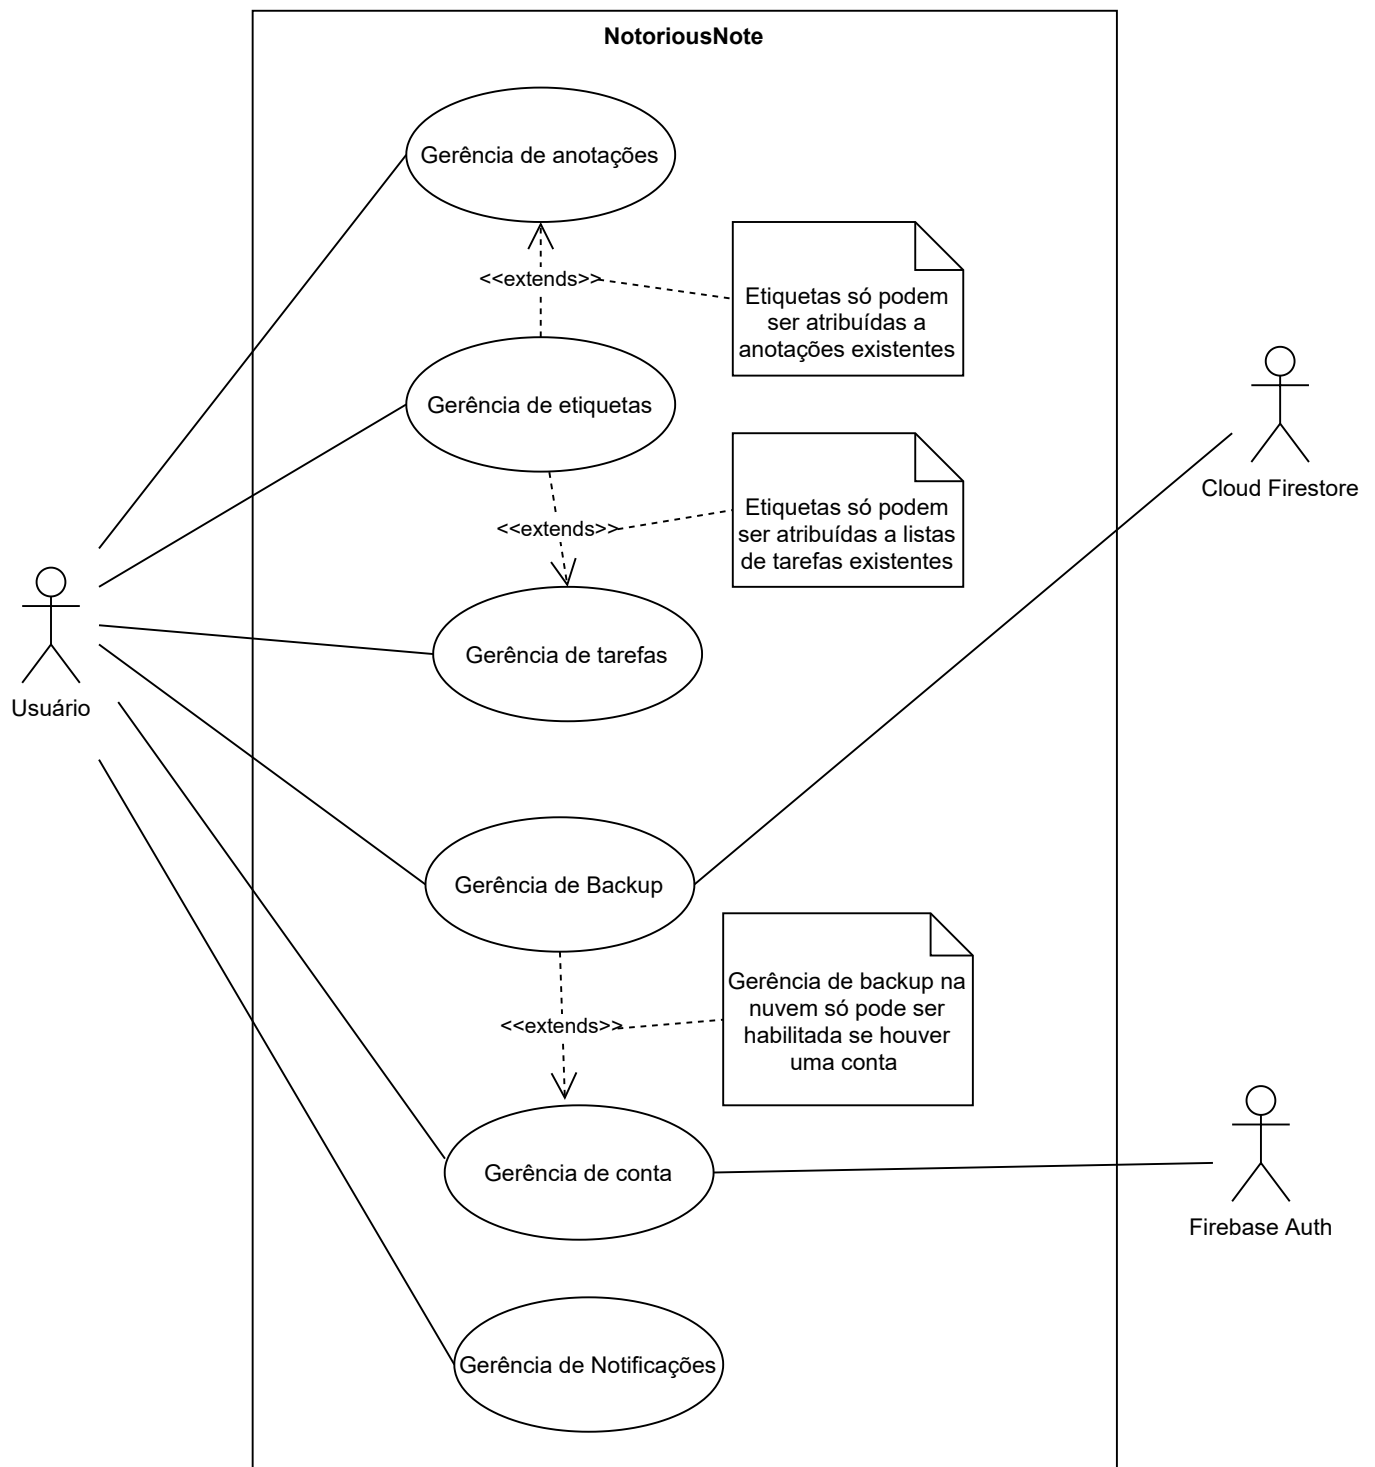 NotoriousNote
Gerência de anotações
<<extends>>
Etiquetas só podem
ser atribuídas a
anotações existentes
Gerência de etiquetas
Cloud Firestore
<<extends>>
Etiquetas só podem
ser atribuídas a listas
de tarefas existentes
Gerência de tarefas
Usuário
Gerência de Backup
<<extends>>
Gerência de backup na
nuvem só pode ser
habilitada se houver
uma conta
Gerência de conta
Firebase Auth
Gerência de Notificações